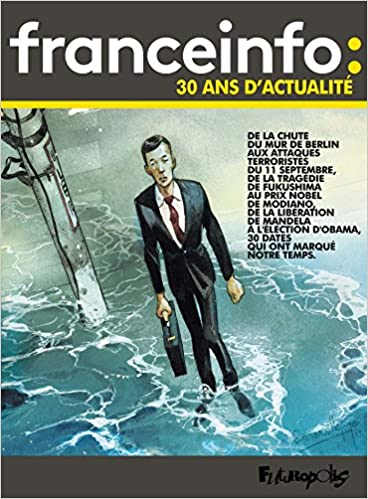 franceinfo:
30 ANS D'ACTUALITÉ
DE LA CHUTE
DU MUR DE BERLIN
AUX ATTAQUES
TERRORISTES
DU 11 SEPTEMBRE,
DE LA TRAGÉDIE
DE FUKUSHIMA
AU PRIX NOBEL
DE MODIANO,
DE LA LIBÉRATION
DE MANDELA
À L'ÉLECTION D'OBAMA,
30 DATES
QUI ONT MARQUÉ
NOTRE TEMPS.
FUTUROPOLIS